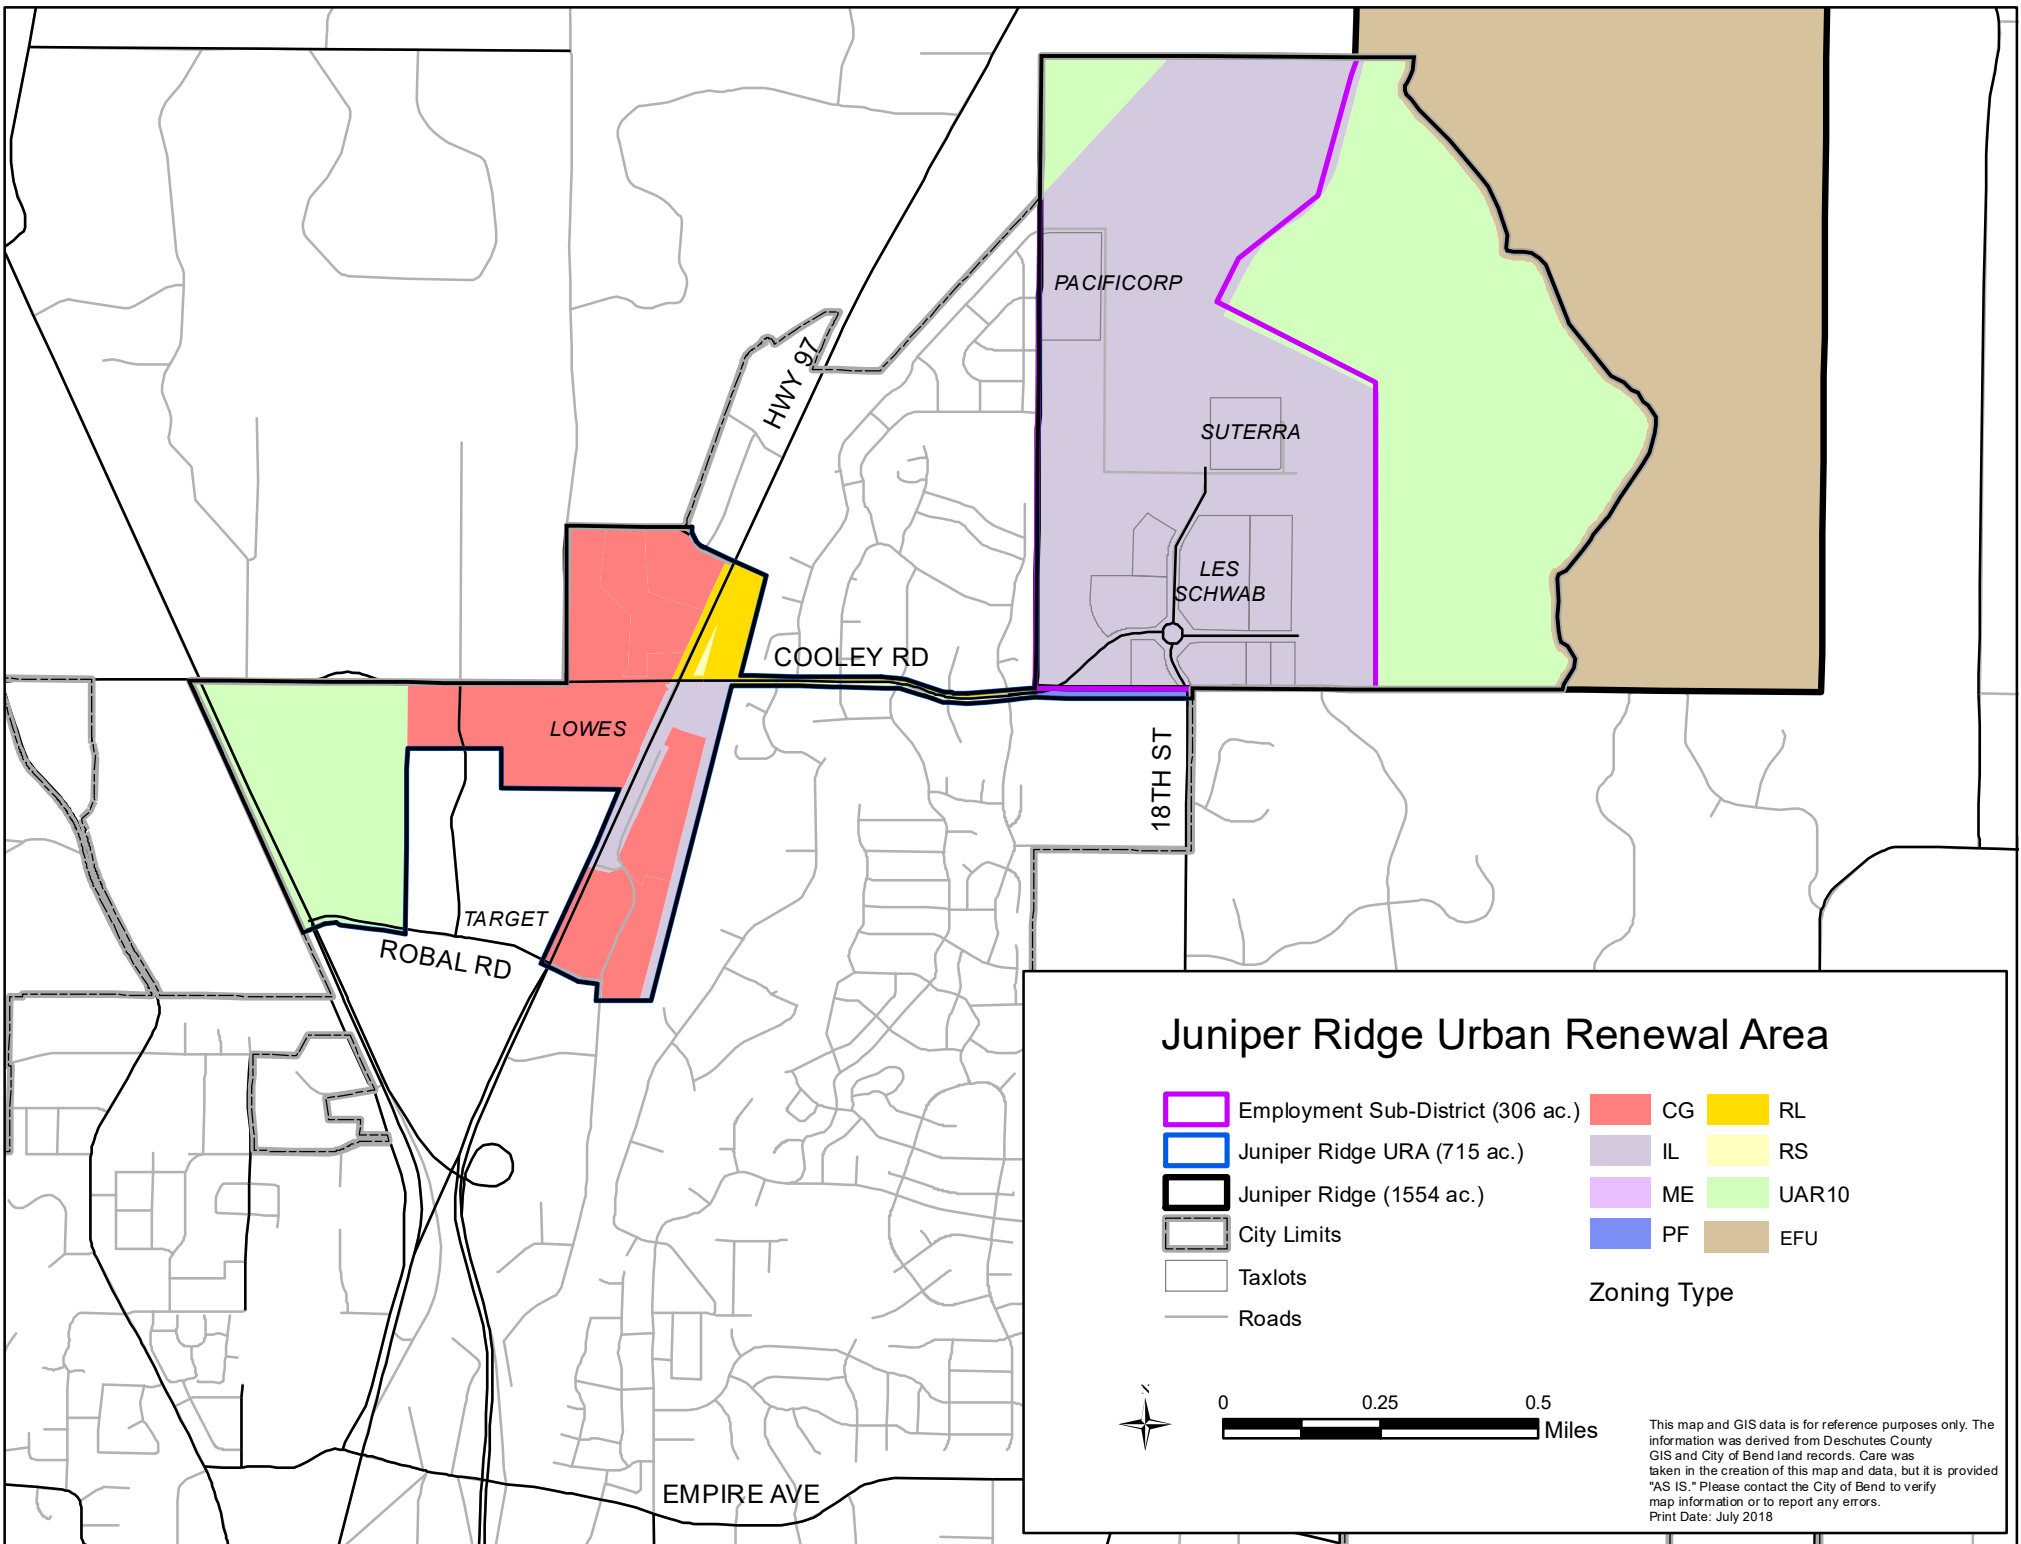 PACIFICORP
HWY 97
SUTERRA
LES
SCHWAB
COOLEY RD
LOWES
18TH ST
TARGET
ROBAL RD
EMPIRE AVE
Juniper Ridge Urban Renewal Area
Employment Sub-District (306 ac.)
Juniper Ridge URA (715 ac.)
Juniper Ridge (1554 ac.)
City Limits
Taxlots
Roads
CG
IL
ME
PF
RL
RS
UAR10
EFU
Zoning Type
N
0 0.25 0.5
Miles
This map and GIS data is for reference purposes only. The
information was derived from Deschutes County
GIS and City of Bend land records. Care was
taken in the creation of this map and data, but it is provided
"AS IS." Please contact the City of Bend to verify
map information or to report any errors.
Print Date: July 2018